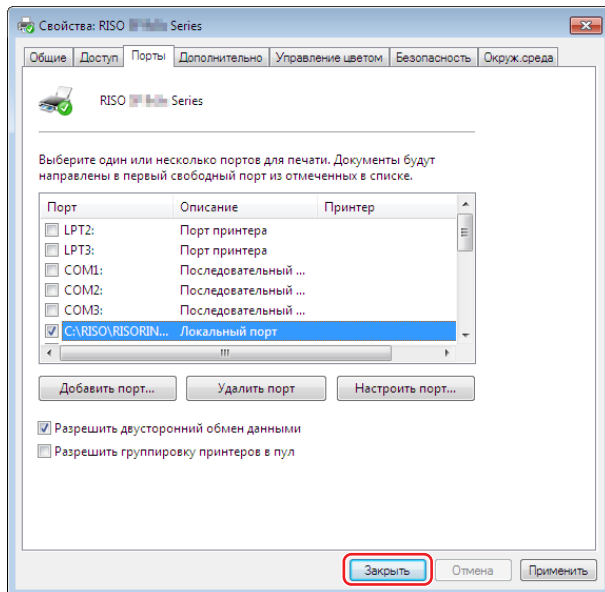 Свойства: RISO Series
Общие Доступ Порты Дополнительно Управление цветом Безопасность Окруж.среда
RISO Series
Выберите один или несколько портов для печати. Документы будут
направлены в первый свободный порт из отмеченных в списке.
Порт Описание Принтер
LPT2: Порт принтера
LPT3: Порт принтера
COM1: Последовательный ...
COM2: Последовательный ...
COM3: Последовательный ...
C:\RISO\RISORIN... Локальный порт
Добавить порт... Удалить порт Настроить порт...
Разрешить двусторонний обмен данными
Разрешить группировку принтеров в пул
Закрыть Отмена Применить